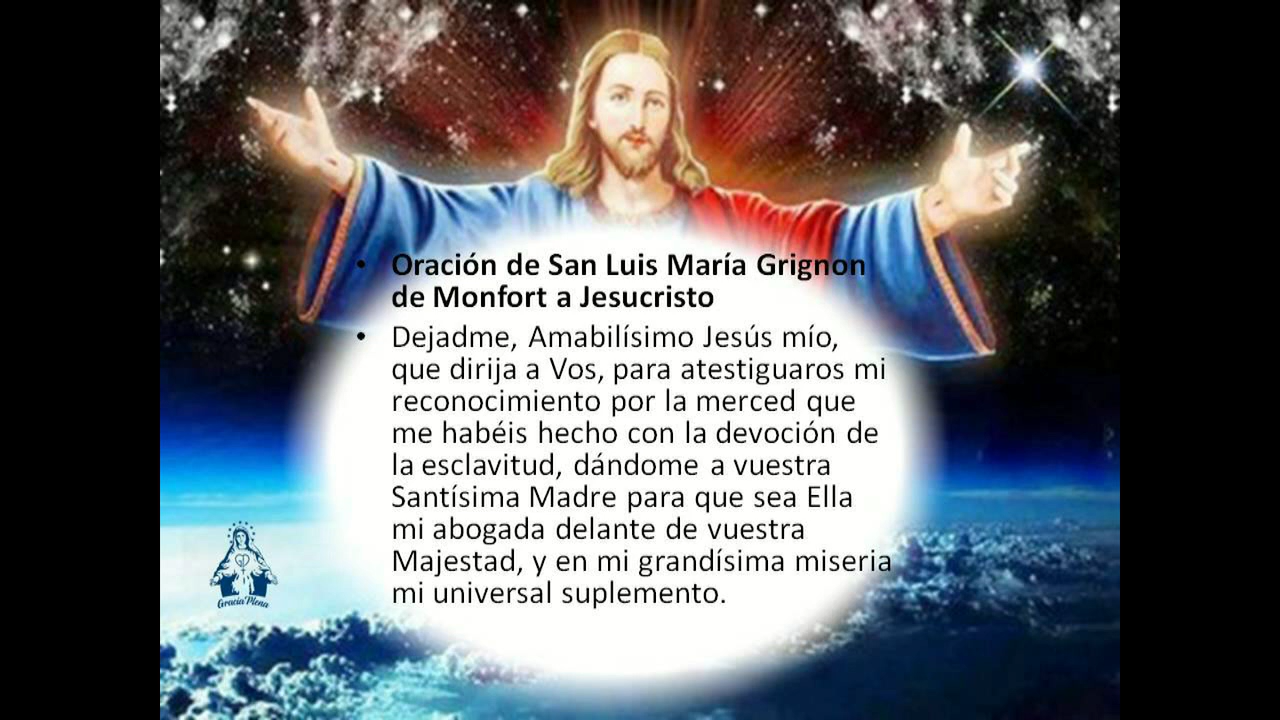 • Oración de San Luis María Grignon
de Monfort a Jesucristo
• Dejadme, Amabilísimo Jesús mío,
que dirija a Vos, para atestiguaros mi
reconocimiento por la merced que
me habéis hecho con la devoción de
la esclavitud, dándome a vuestra
Santísima Madre para que sea Ella
mi abogada delante de vuestra
Majestad, y en mi grandísima miseria
mi universal suplemento.
Gracia Plena